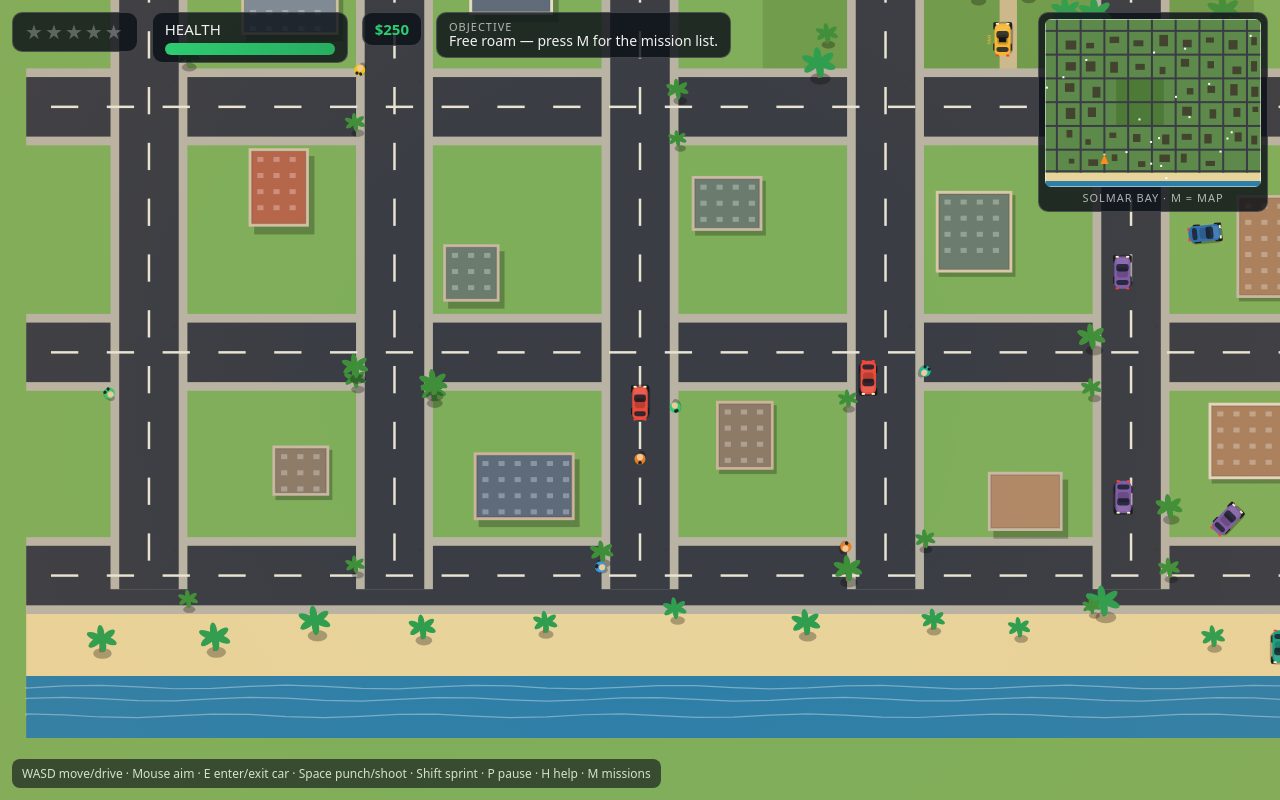 ★★★★★
HEALTH
$250
OBJECTIVE
Free roam — press M for the mission list.
SOLMAR BAY · M = MAP
WASD move/drive · Mouse aim · E enter/exit car · Space punch/shoot · Shift sprint · P pause · H help · M missions